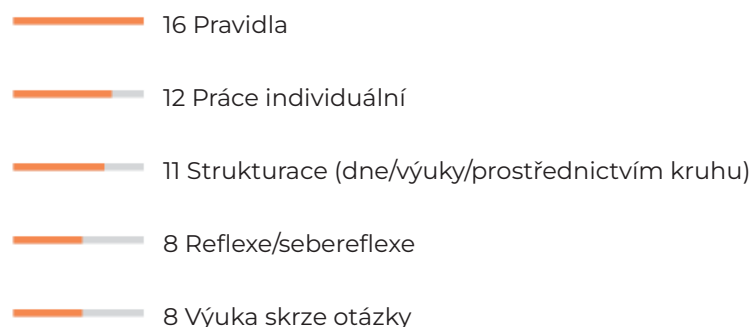 16 Pravidla
12 Práce individuální
11 Strukturace (dne/výuky/prostřednictvím kruhu)
8 Reflexe/sebereflexe
8 Výuka skrze otázky